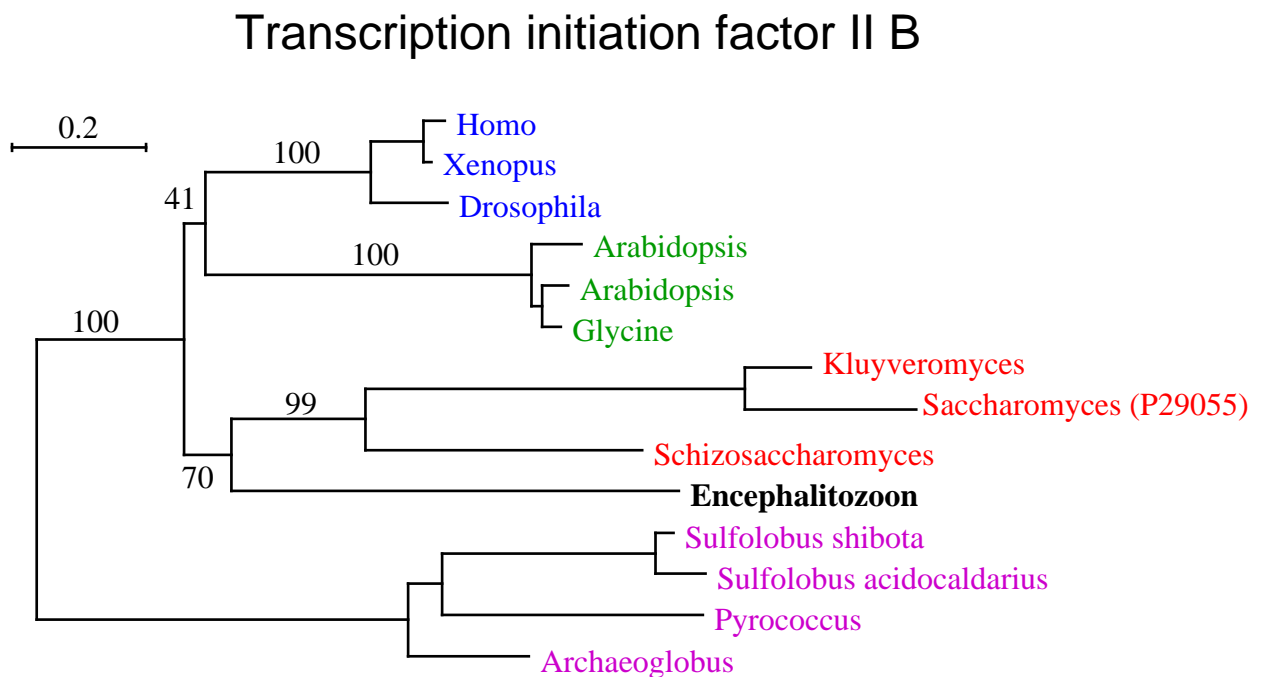 Transcription initiation factor II B
0.2
Homo
100
Xenopus
41
Drosophila
Arabidopsis
100
Arabidopsis
100
Glycine
Kluyveromyces
99
Saccharomyces (P29055)
Schizosaccharomyces
70
Encephalitozoon
Sulfolobus shibota
Sulfolobus acidocaldarius
Pyrococcus
Archaeoglobus